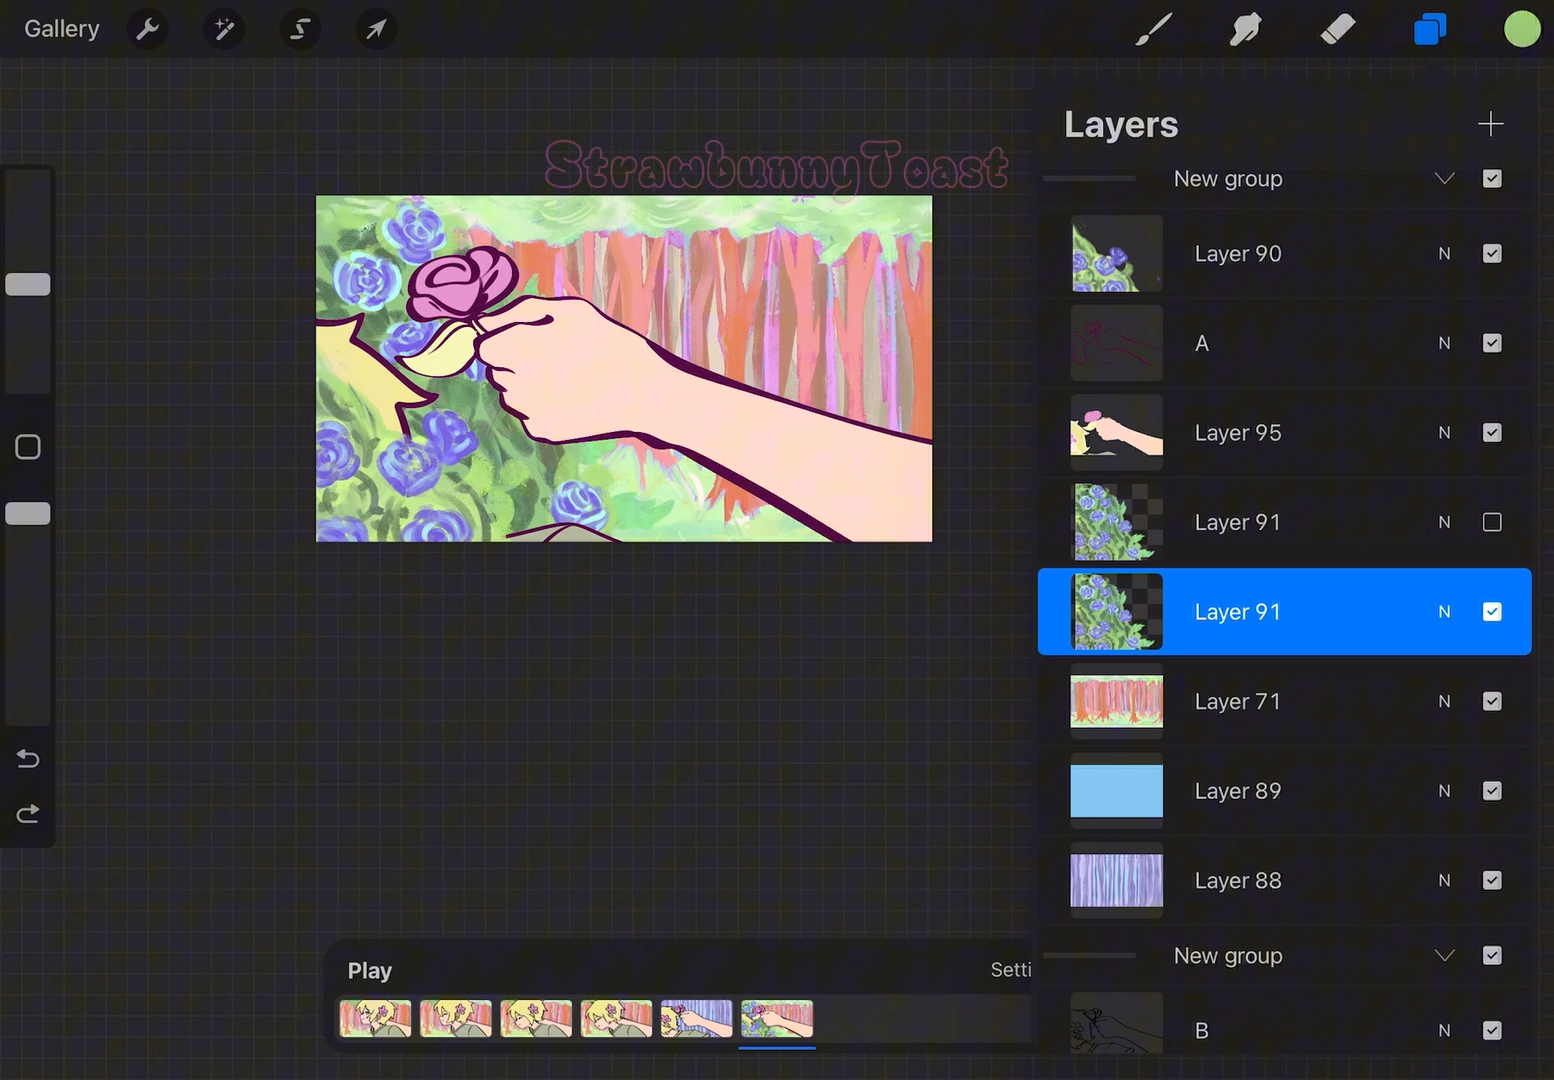 Gallery
StrawbunnyToast
Layers
New group
Layer 90 N
A N
Layer 95 N
Layer 91 N
Layer 91 N
Layer 71 N
Layer 89 N
Layer 88 N
New group
B N
Play
Setti